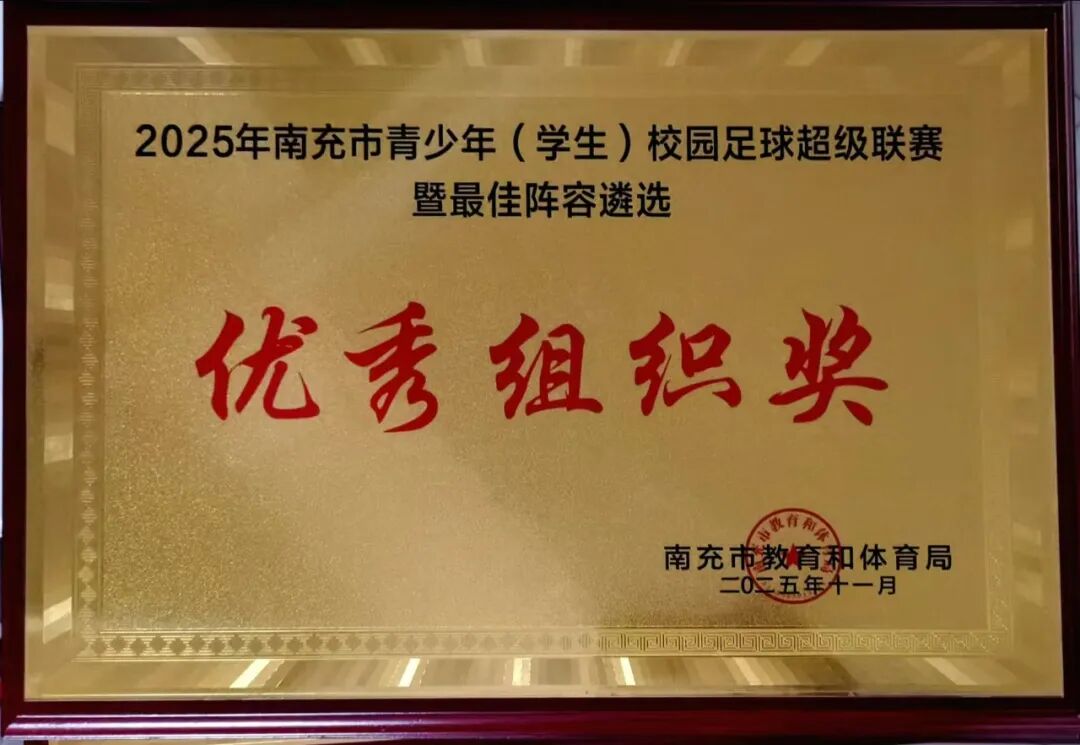 2025年南充市青少年（学生）校园足球超级联赛
暨最佳阵容遴选
优秀组织奖
南充市教育和体育局
二〇二五年十一月